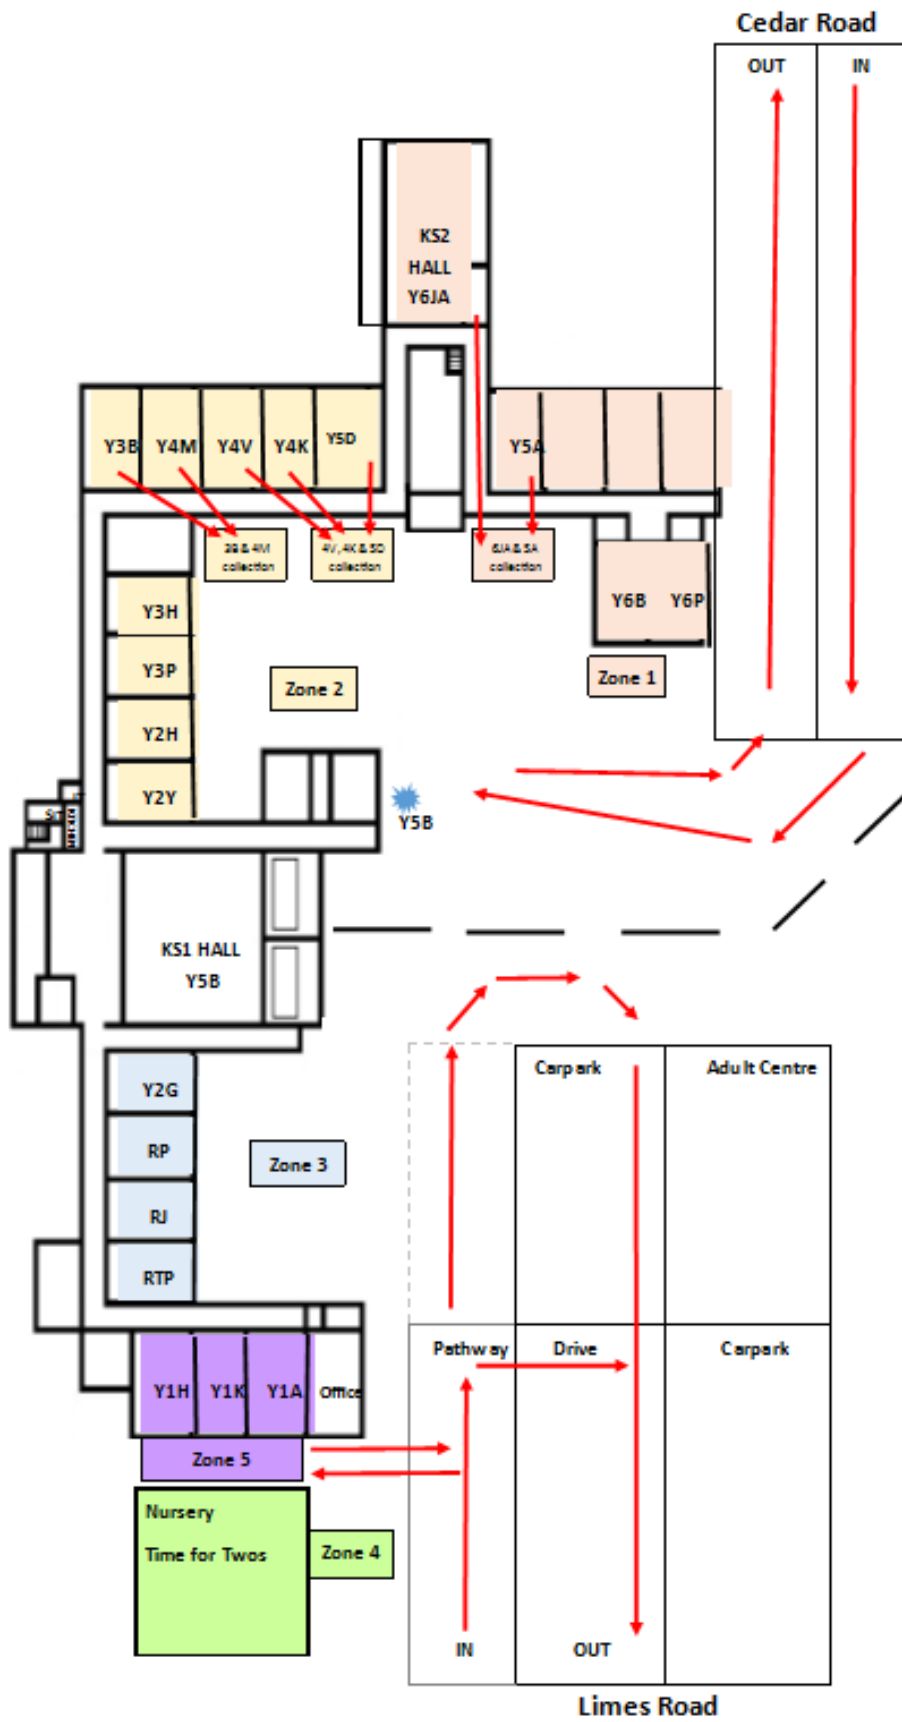 Cedar Road
OUT
IN
KS2
HALL
Y6JA
Y3B
Y4M
Y4V
Y4K
Y5D
Y5A
3B & 4M
collection
4V, 4K & 5D
collection
6JA & 5A
collection
Y6B
Y6P
Y3H
Y3P
Zone 2
Zone 1
Y2H
Y2Y
Y5B
KS1 HALL
Y5B
Carpark
Adult Centre
Y2G
RP
Zone 3
RJ
RTP
Pathway
Drive
Carpark
Y1H
Y1K
Y1A
Office
Zone 5
Nursery
Time for Twos
Zone 4
IN
OUT
Limes Road